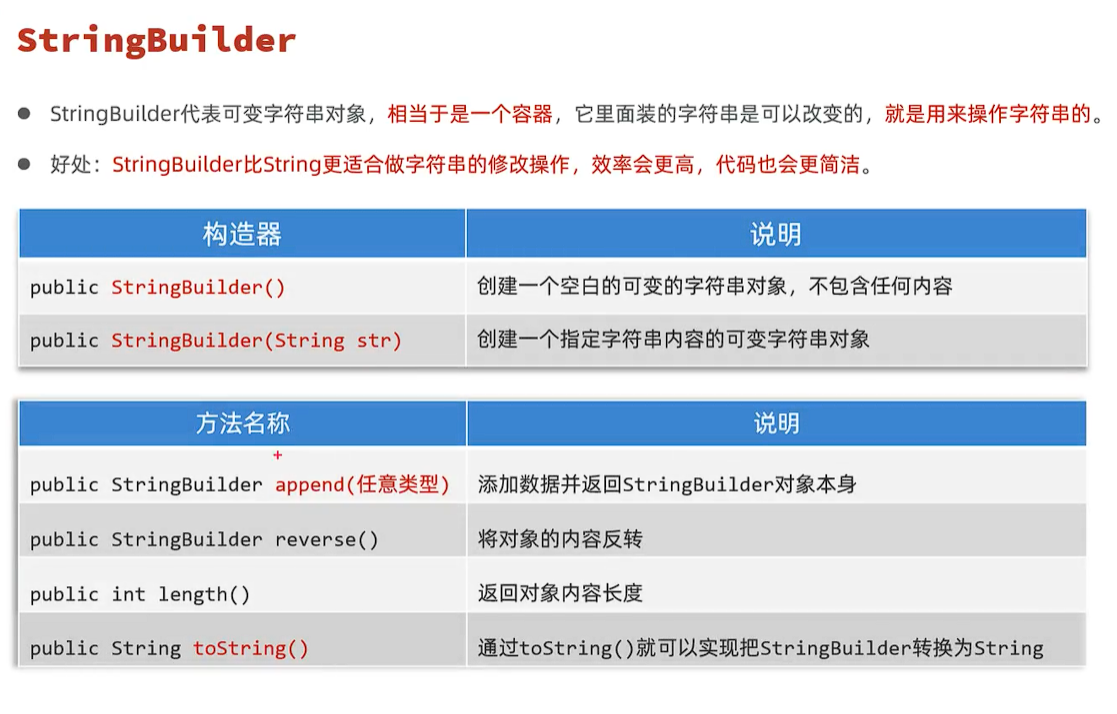 StringBuilder
StringBuilder代表可变字符串对象，相当于是一个容器，它里面装的字符串是可以改变的，就是用来操作字符串的。
好处：StringBuilder比String更适合做字符串的修改操作，效率会更高，代码也会更简洁。
构造器 说明
public StringBuilder() 创建一个空白的可变的字符串对象，不包含任何内容
public StringBuilder(String str) 创建一个指定字符串内容的可变字符串对象
方法名称 说明
public StringBuilder append(任意类型) 添加数据并返回StringBuilder对象本身
public StringBuilder reverse() 将对象的内容反转
public int length() 返回对象内容长度
public String toString() 通过toString()就可以实现把StringBuilder转换为String